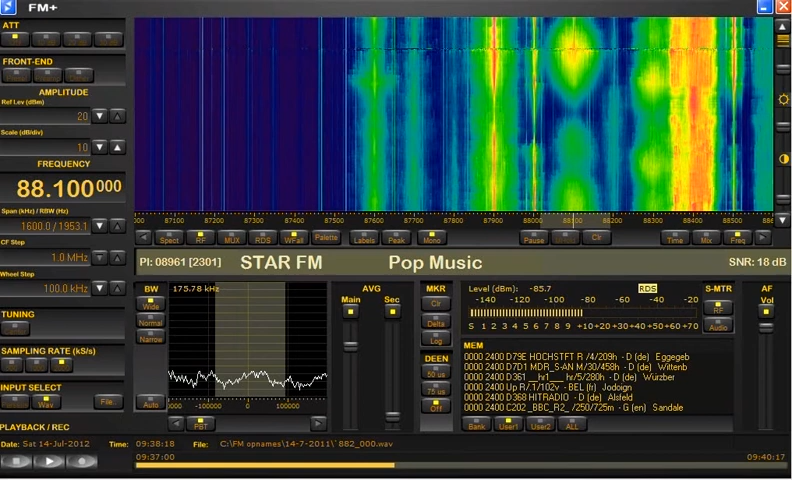 FM+
ATT
FRONT-END
AMPLITUDE
Ref Lev (dBm)
20
Scale (dB/div)
10
FREQUENCY
88.100000
Span (kHz) / RBW (Hz)
1600.0 / 1953.1
CF Step
1.0 MHz
Wheel Step
100.0 kHz
TUNING
SAMPLING RATE (kS/s)
INPUT SELECT
Wav
File
PLAYBACK / REC
87100 87200 87300 87400 87500 87600 87700 87800 87900 88000 88100 88200 88300 88400 88500
Spect RF MUX RDS WFall Palette Labels Peak Mono Pause Clr Time Mix Freq
PI: 08961 [2301] STAR FM Pop Music SNR: 18 dB
BW
Wide
Normal
Narrow
Auto
175.78 kHz
-100000 0 100000
PBT
AVG
Main Sec
MKR
Clr
Delta
Log
DEEN
50 us
75 us
Off
Level (dBm): -85.7 RDS
-140 -120 -100 -80 -60 -40 -20
S 1 2 3 4 5 6 7 8 9 +10+20+30+40+50+60+70
S-MTR
RF
Audio
AF
Vol
MEM
0000 2400 D79E HOCHSTFT R /4/209h - D (de) Eggegeb
0000 2400 D7D1 MDR_S-AN M/30/458h - D (de) Wittenb
0000 2400 D361 __hr1__ hr/5/280h - D (de) Würzber
0000 2400 Up R/1/102v - BEL (fr) Jodoign
0000 2400 D368 HITRADIO - D (de) Alsfeld
0000 2400 C202 _BBC_R2_ /250/725m - G (en) Sandale
Bank User1 User2 ALL
Date: Sat 14-Jul-2012 Time: 09:38:18 File: C:\FM opnames\14-7-2011\`882_000.wav
09:37:00 09:40:17